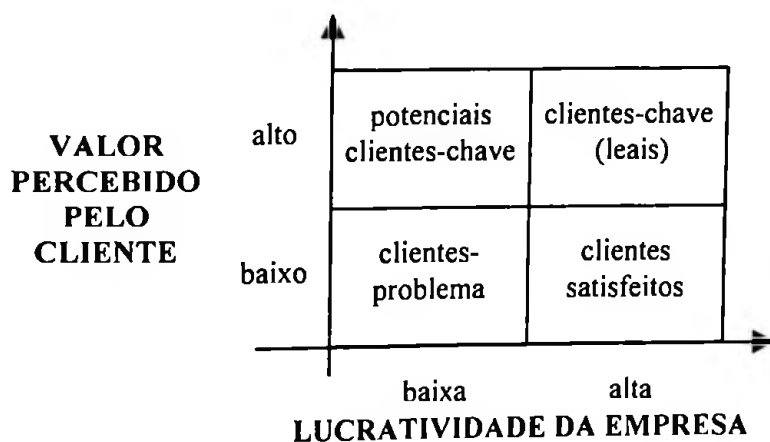 VALOR
PERCEBIDO
PELO
CLIENTE
alto
potenciais
clientes-chave
clientes-chave
(leais)
baixo
clientes-
problema
clientes
satisfeitos
baixa
alta
LUCRATIVIDADE DA EMPRESA